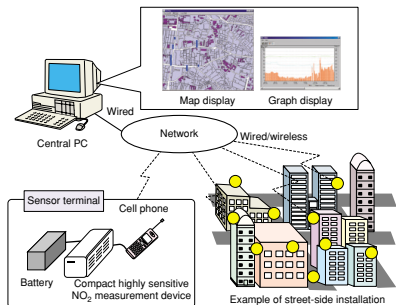 Map display
Graph display
Wired
Central PC
Network
Wired/wireless
Sensor terminal
Cell phone
Battery
Compact highly sensitive
NO₂ measurement device
Example of street-side installation